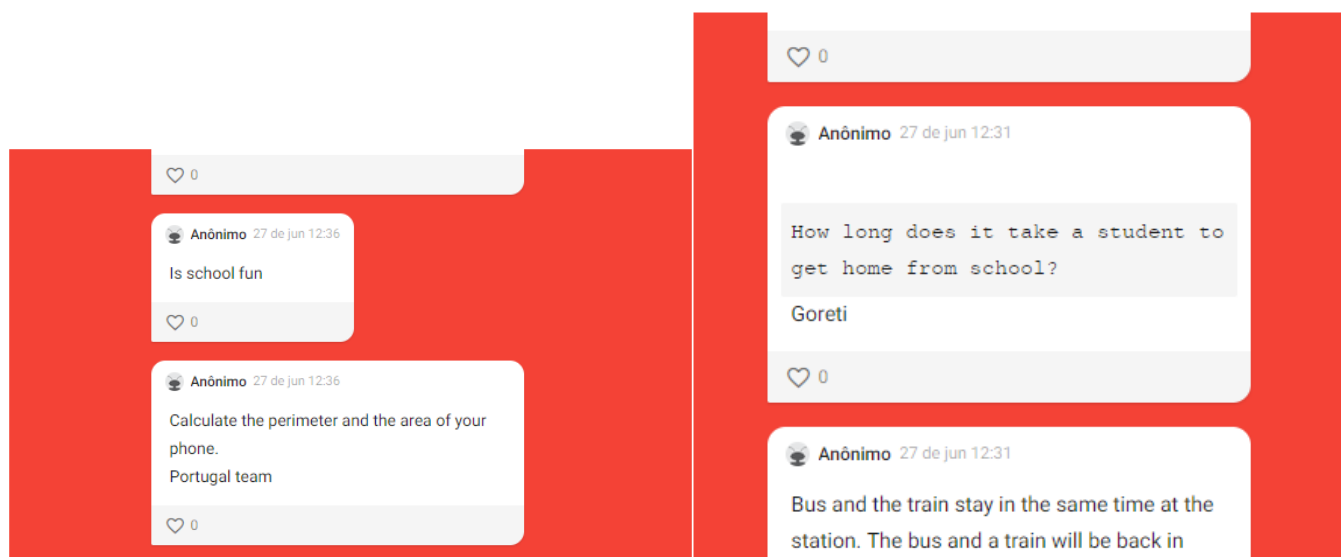 0
Anônimo 27 de jun 12:36
Is school fun
0
Anônimo 27 de jun 12:36
Calculate the perimeter and the area of your
phone.
Portugal team
0
0
Anônimo 27 de jun 12:31
How long does it take a student to
get home from school?
Goreti
0
Anônimo 27 de jun 12:31
Bus and the train stay in the same time at the
station. The bus and a train will be back in